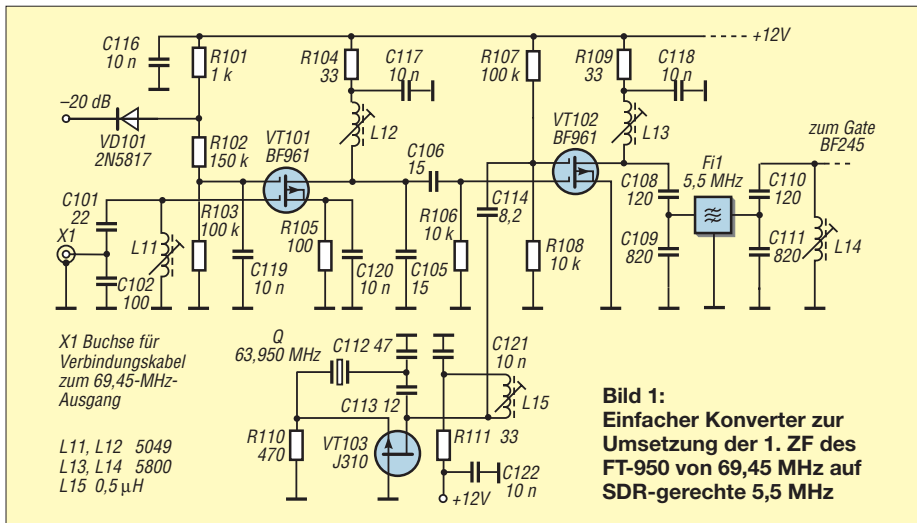 C116
10 n
R101
1 k
R104
33
C117
10 n
R107
100 k
R109
33
C118
10 n
+12V
–20 dB
VD101
2N5817
R102
150 k
VT101
BF961
L12
C106
15
VT102
BF961
L13
zum Gate
BF245
C101
22
X1
C102
100
L11
R103
100 k
C119
10 n
R105
100
C120
10 n
C105
15
R106
10 k
C114
8,2
R108
10 k
C108
120
C109
820
Fi1
5,5 MHz
C110
120
C111
820
L14
X1 Buchse für
Verbindungskabel
zum 69,45-MHz-
Ausgang
L11, L12 5049
L13, L14 5800
L15 0,5 µH
Q
63,950 MHz
C112 47
C113 12
R110
470
VT103
J310
C121
10 n
L15
R111 33
C122
10 n
+12V
Bild 1:
Einfacher Konverter zur
Umsetzung der 1. ZF des
FT-950 von 69,45 MHz auf
SDR-gerechte 5,5 MHz